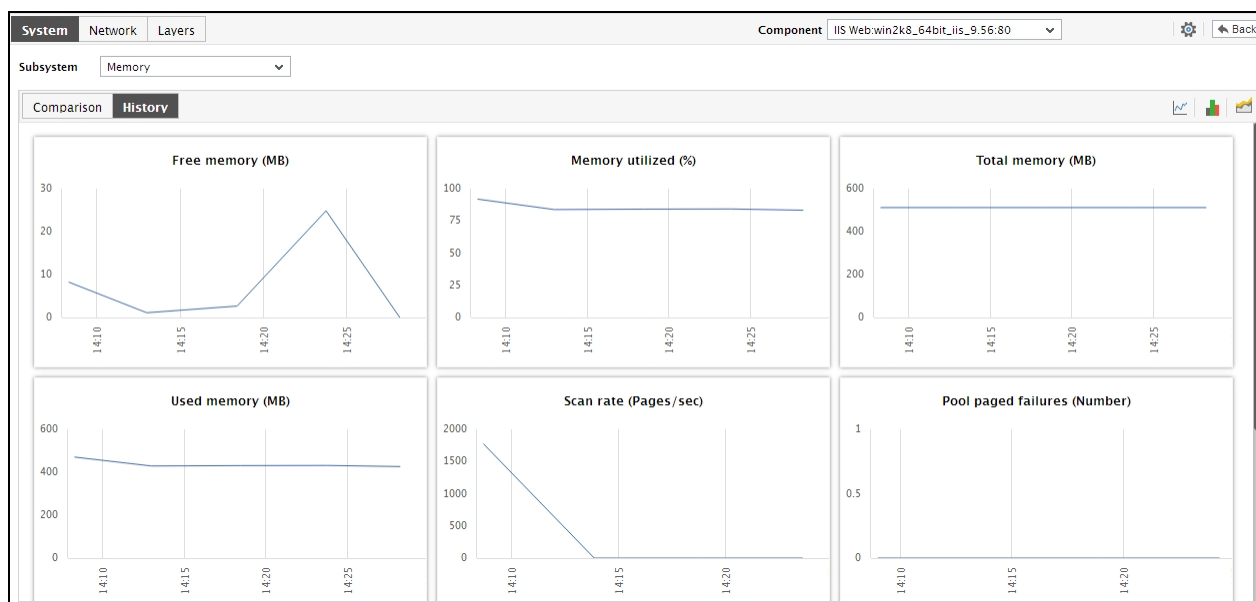 System Network Layers Component IIS Web:win2k8_64bit_iis_9.56:80 Back
Subsystem Memory
Comparison History
Free memory (MB)
30
20
10
0
14:10 14:15 14:20 14:25
Memory utilized (%)
100
75
50
25
0
14:10 14:15 14:20 14:25
Total memory (MB)
600
400
200
0
14:10 14:15 14:20 14:25
Used memory (MB)
600
400
200
0
14:10 14:15 14:20 14:25
Scan rate (Pages/sec)
2000
1500
1000
500
0
14:10 14:15 14:20
Pool paged failures (Number)
1
0.5
0
14:10 14:15 14:20